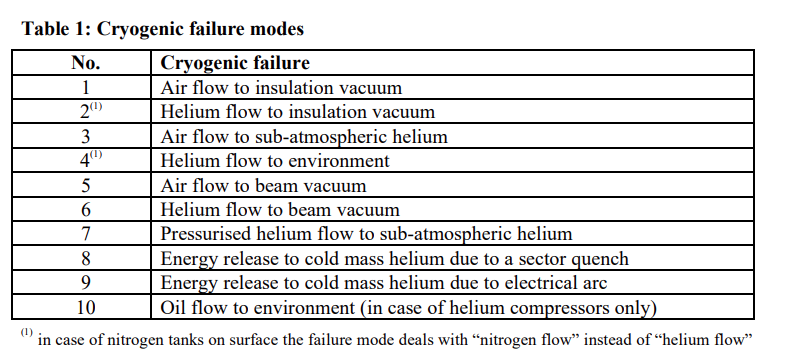 Table 1: Cryogenic failure modes
No. Cryogenic failure
1 Air flow to insulation vacuum
2(1) Helium flow to insulation vacuum
3 Air flow to sub-atmospheric helium
4(1) Helium flow to environment
5 Air flow to beam vacuum
6 Helium flow to beam vacuum
7 Pressurised helium flow to sub-atmospheric helium
8 Energy release to cold mass helium due to a sector quench
9 Energy release to cold mass helium due to electrical arc
10 Oil flow to environment (in case of helium compressors only)
(1) in case of nitrogen tanks on surface the failure mode deals with “nitrogen flow” instead of “helium flow”